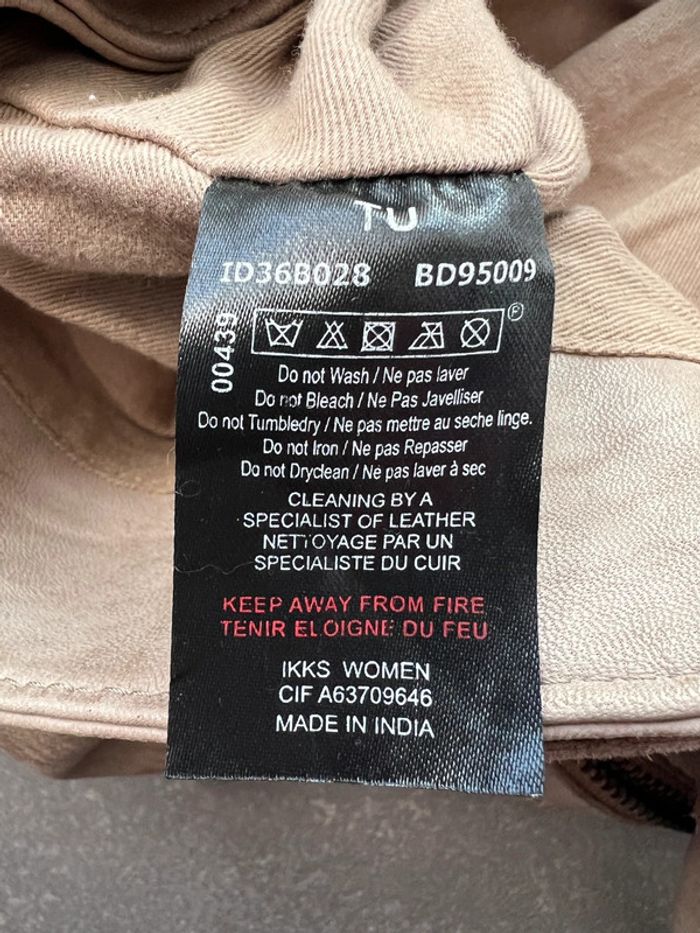 TU
ID36B028 BD95009
00439
Ⓟ
Do not Wash / Ne pas laver
Do not Bleach / Ne Pas Javelliser
Do not Tumbledry / Ne pas mettre au seche linge.
Do not Iron / Ne pas Repasser
Do not Dryclean / Ne pas laver à sec
CLEANING BY A
SPECIALIST OF LEATHER
NETTOYAGE PAR UN
SPECIALISTE DU CUIR
KEEP AWAY FROM FIRE
TENIR ELOIGNE DU FEU
IKKS WOMEN
CIF A63709646
MADE IN INDIA